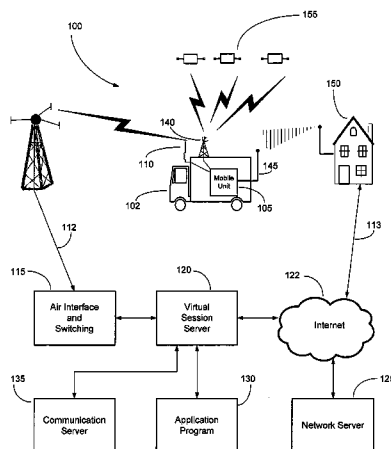 100
155
150
140
110
145
Mobile
Unit
102
105
112
113
115
120
122
Air Interface
and
Switching
Virtual
Session
Server
Internet
135
130
125
Communication
Server
Application
Program
Network Server